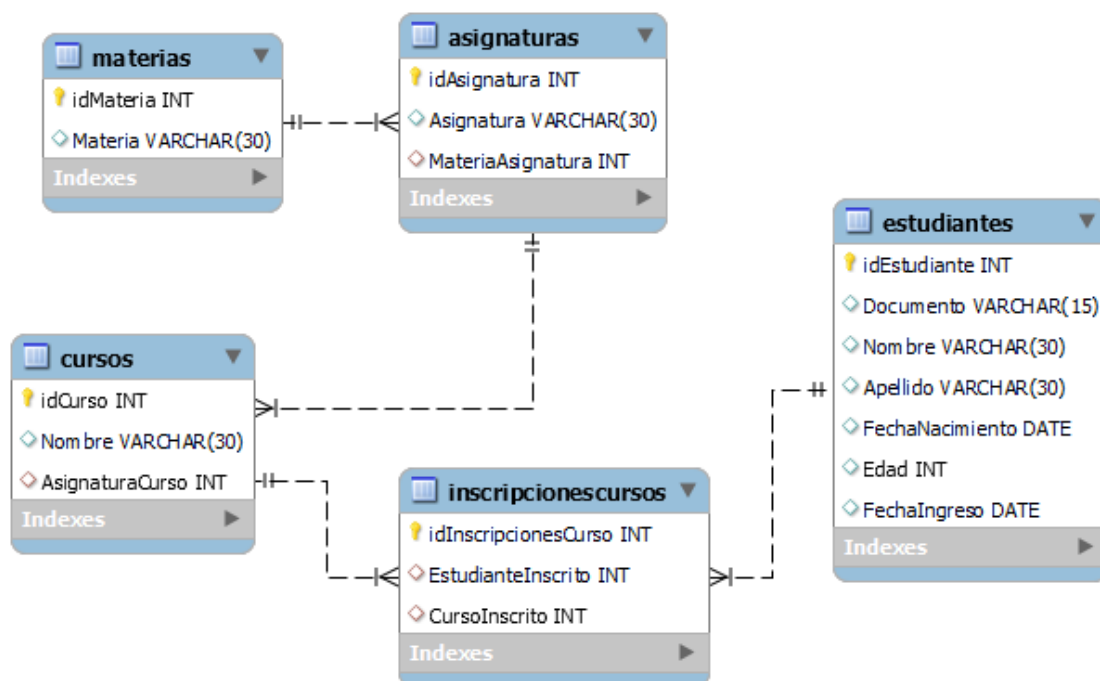 materias
idMateria INT
Materia VARCHAR(30)
Indexes
asignaturas
idAsignatura INT
Asignatura VARCHAR(30)
MateriaAsignatura INT
Indexes
estudiantes
idEstudiante INT
Documento VARCHAR(15)
Nombre VARCHAR(30)
Apellido VARCHAR(30)
FechaNacimiento DATE
Edad INT
FechaIngreso DATE
Indexes
cursos
idCurso INT
Nombre VARCHAR(30)
AsignaturaCurso INT
Indexes
inscripcionescursos
idInscripcionesCurso INT
EstudianteInscrito INT
CursoInscrito INT
Indexes